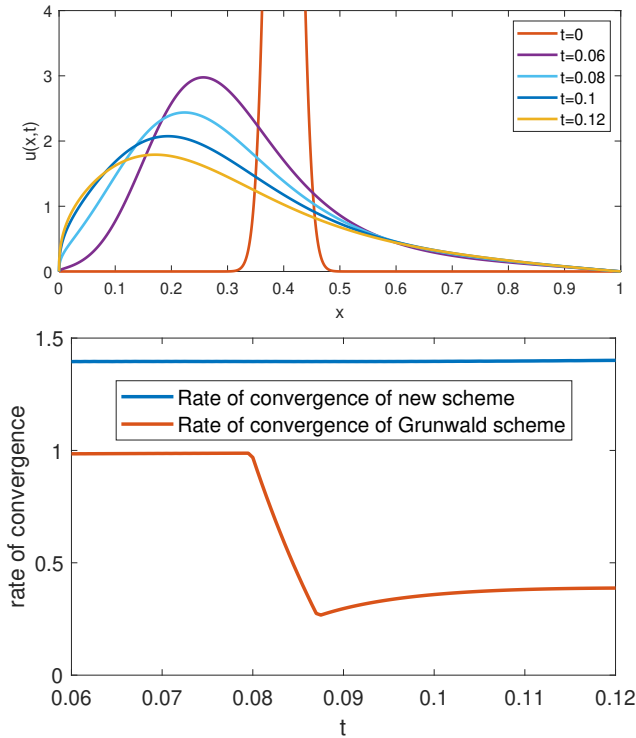 4
3
2
1
0
u(x,t)
t=0
t=0.06
t=0.08
t=0.1
t=0.12
0 0.1 0.2 0.3 0.4 0.5 0.6 0.7 0.8 0.9 1
x
1.5
1
0.5
0
rate of convergence
Rate of convergence of new scheme
Rate of convergence of Grunwald scheme
0.06 0.07 0.08 0.09 0.1 0.11 0.12
t